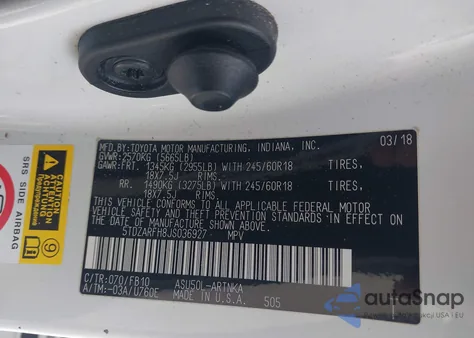 MFD.BY:TOYOTA MOTOR MANUFACTURING, INDIANA, INC. 03/18
GVWR:2570KG (5665LB)
GAWR:FRT. 1345KG (2955LB) WITH 245/60R18 TIRES,
18X7.5J RIMS,
RR. 1490KG (3275LB) WITH 245/60R18 TIRES,
18X7.5J RIMS,
THIS VEHICLE CONFORMS TO ALL APPLICABLE FEDERAL MOTOR
VEHICLE SAFETY STANDARDS IN EFFECT ON THE DATE OF
MANUFACTURE SHOWN ABOVE.
5TDZARFH8JS036927 MPV
C/TR:070/FB10 ASU50L-ARTNKA
A/TM:-03A/U760E MADE IN U.S.A. 505
SRS SIDE AIRBAG
ATTENTION
ACHTUNG
9
autoSnap